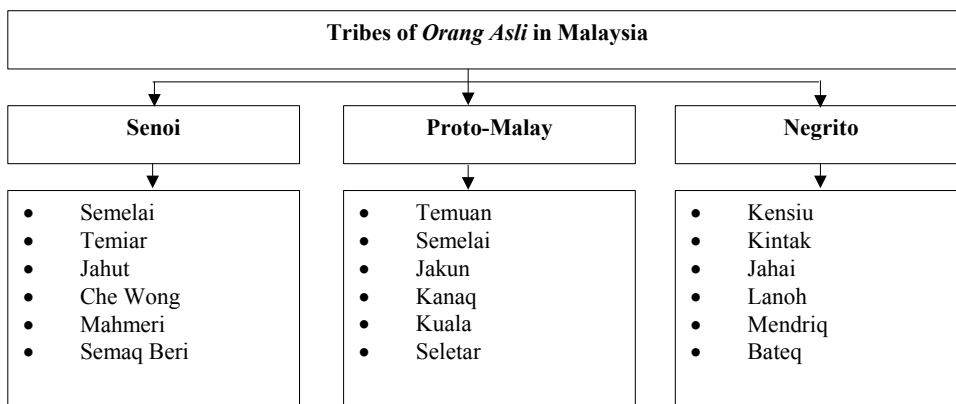 Tribes of Orang Asli in Malaysia
Senoi
• Semelai
• Temiar
• Jahut
• Che Wong
• Mahmeri
• Semaq Beri
Proto-Malay
• Temuan
• Semelai
• Jakun
• Kanaq
• Kuala
• Seletar
Negrito
• Kensiu
• Kintak
• Jahai
• Lanoh
• Mendriq
• Bateq